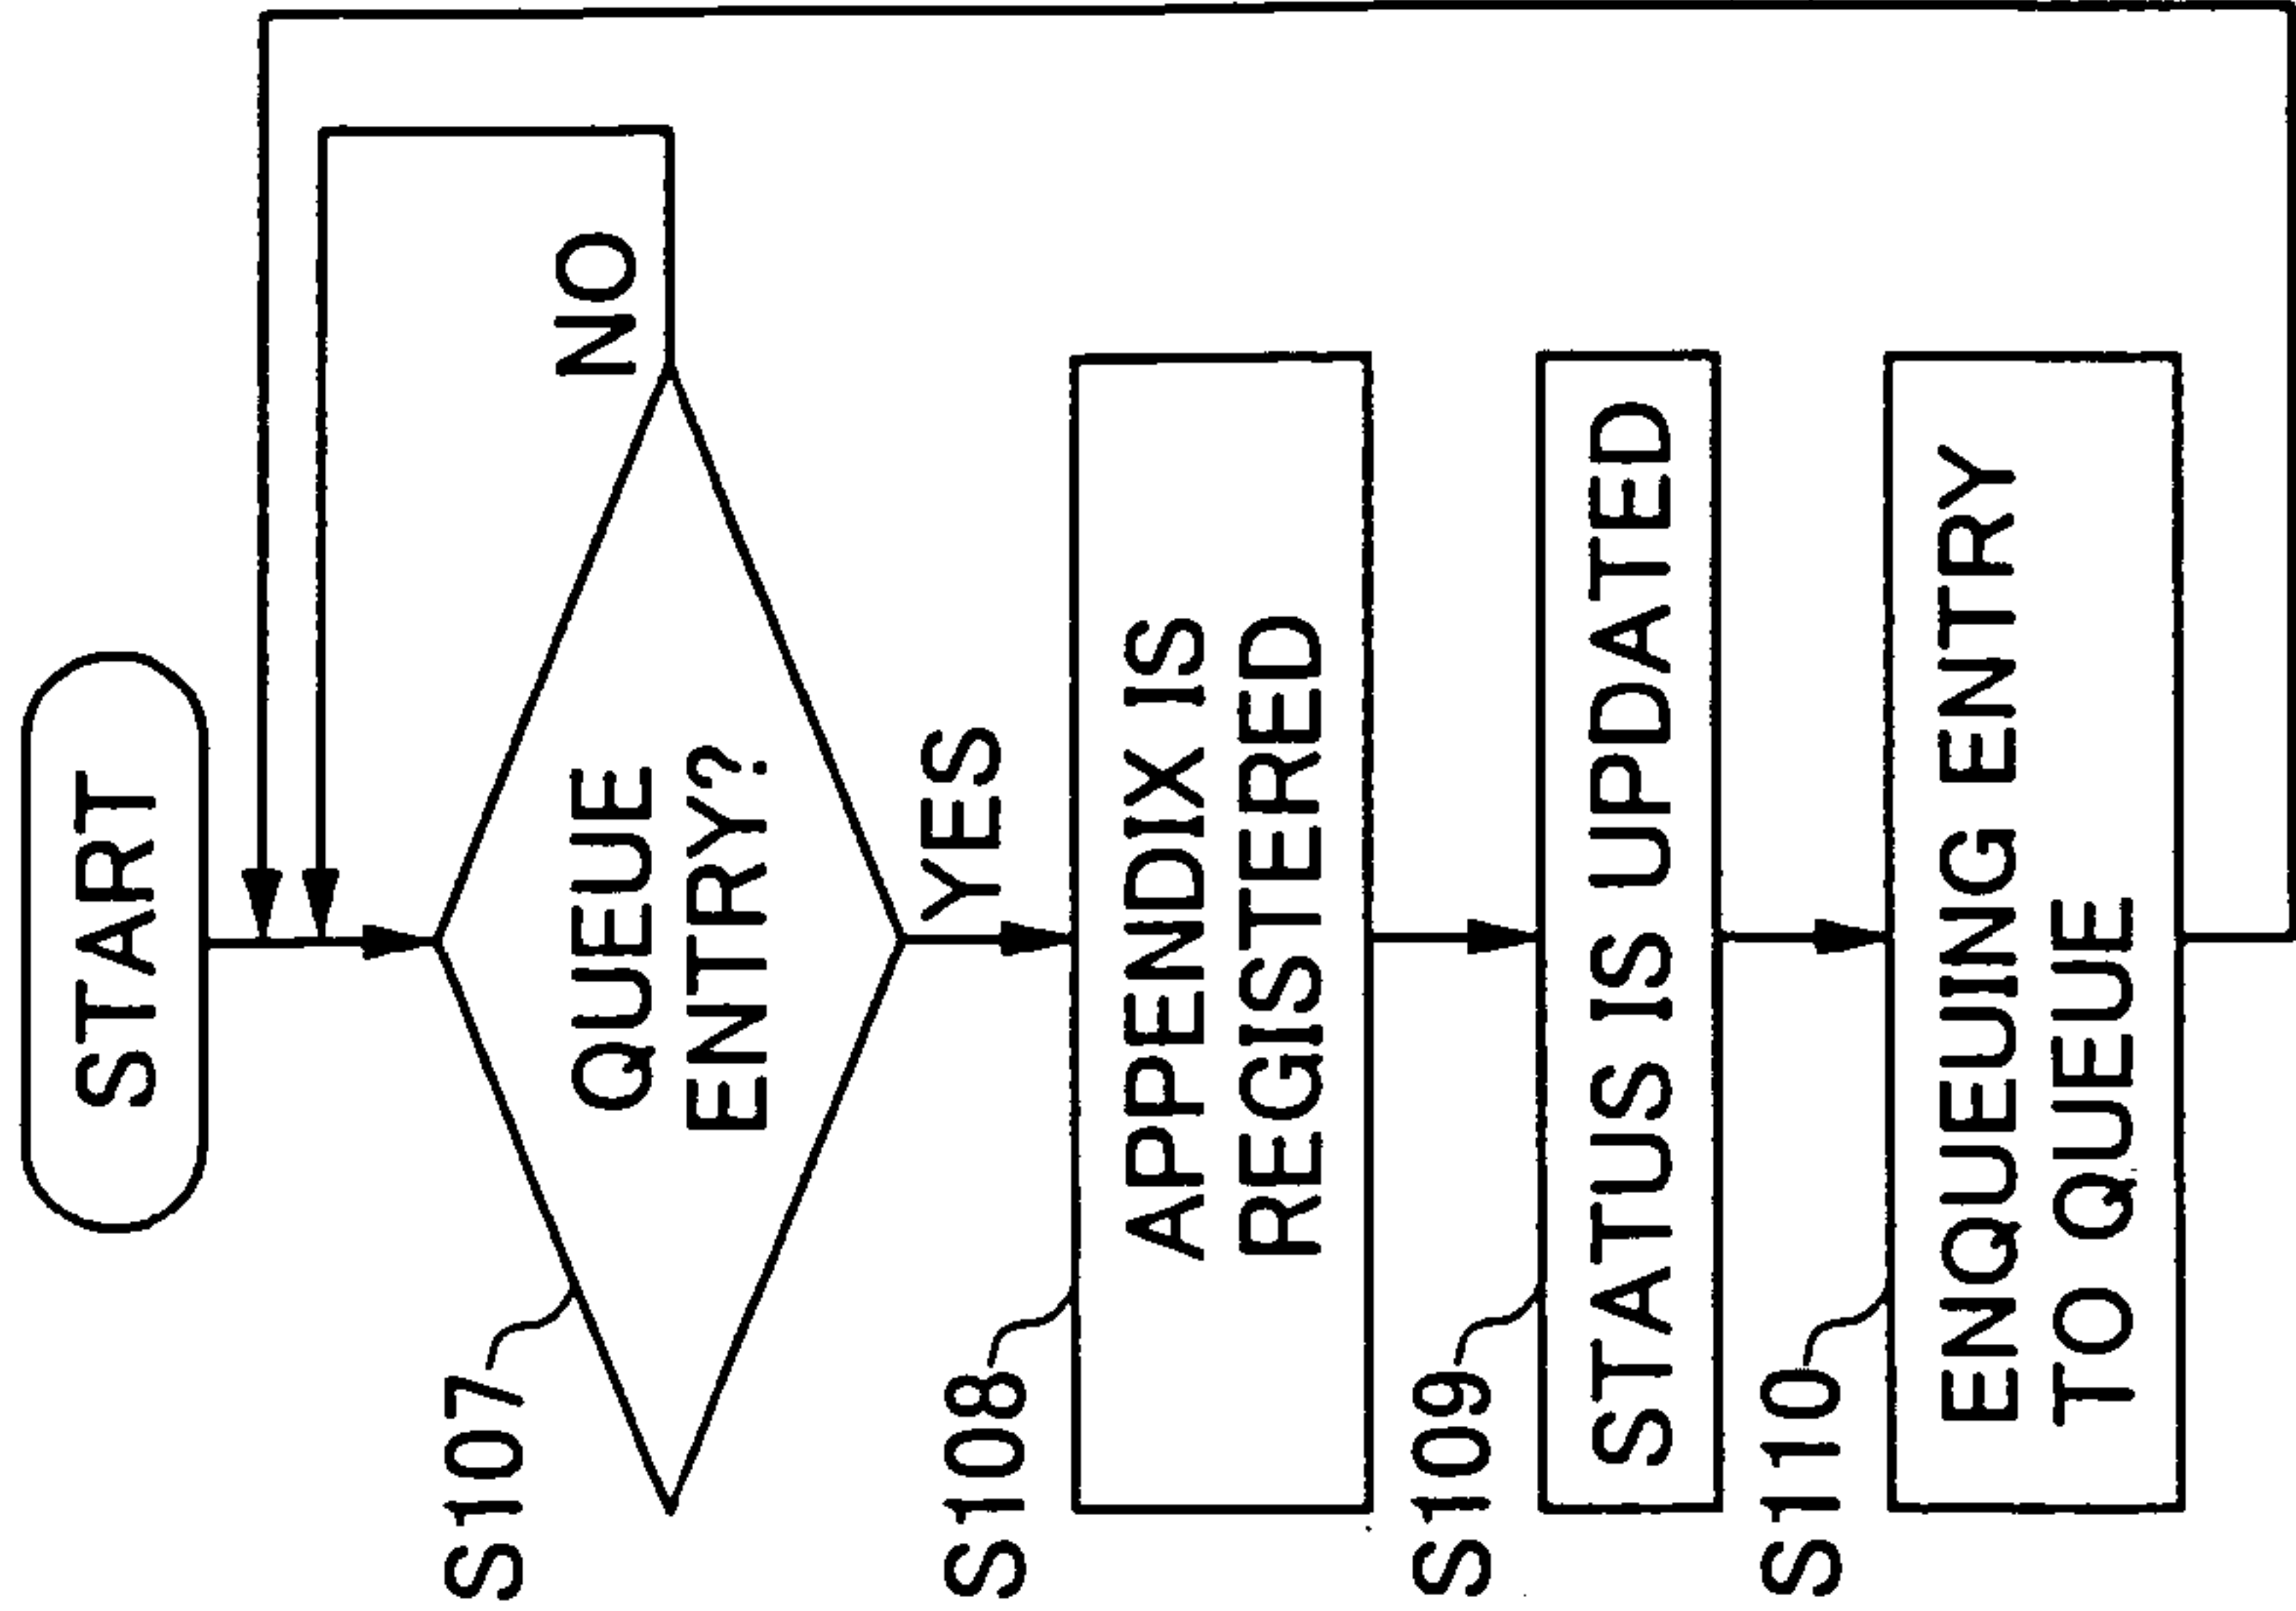 START
S107
QUEUE
ENTRY?
NO
YES
S108
APPENDIX IS
REGISTERED
S109
STATUS IS UPDATED
S110
ENQUEUING ENTRY
TO QUEUE